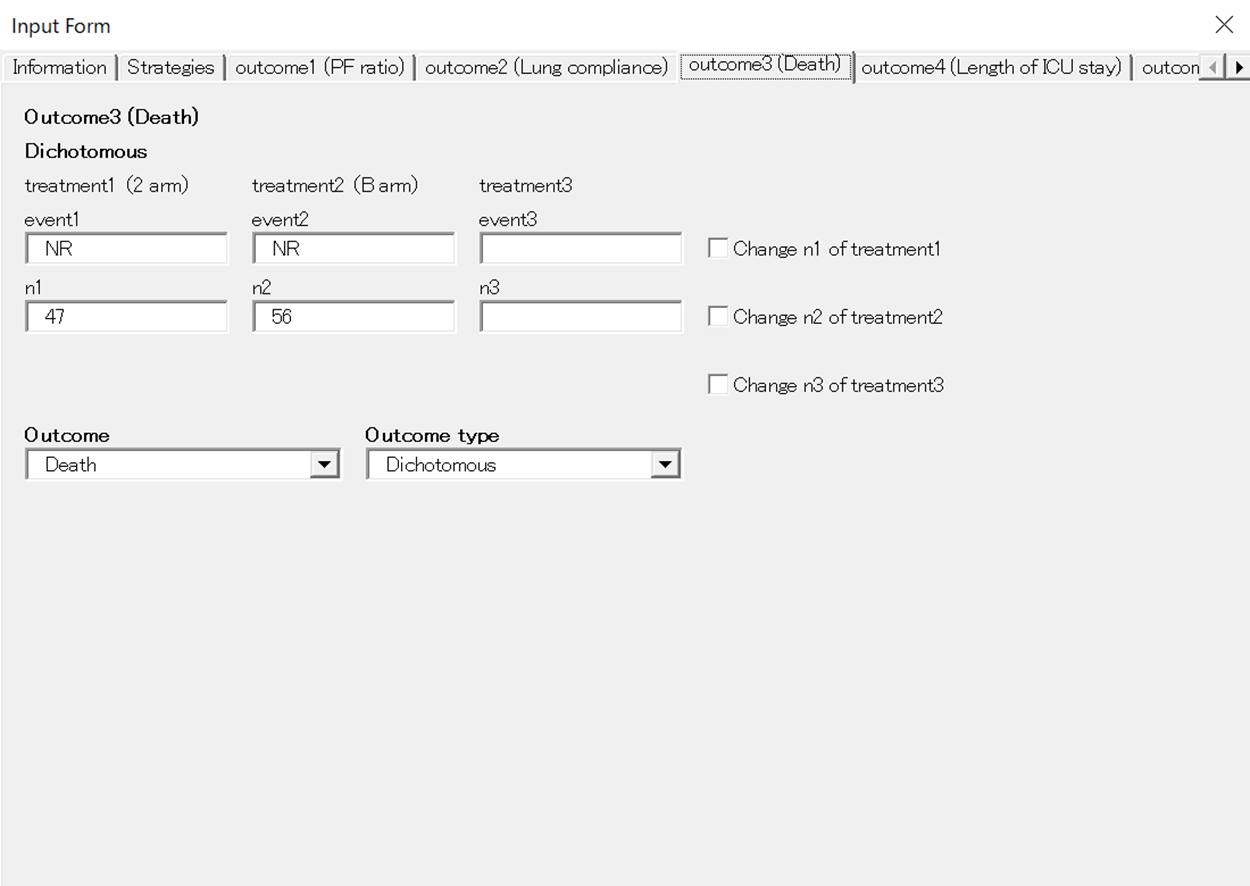 Input Form
Information Strategies outcome1 (PF ratio) outcome2 (Lung compliance) outcome3 (Death) outcome4 (Length of ICU stay) outcon
Outcome3 (Death)
Dichotomous
treatment1 (2 arm) treatment2 (B arm) treatment3
event1 event2 event3
NR NR Change n1 of treatment1
n1 n2 n3
47 56 Change n2 of treatment2
Change n3 of treatment3
Outcome Outcome type
Death Dichotomous